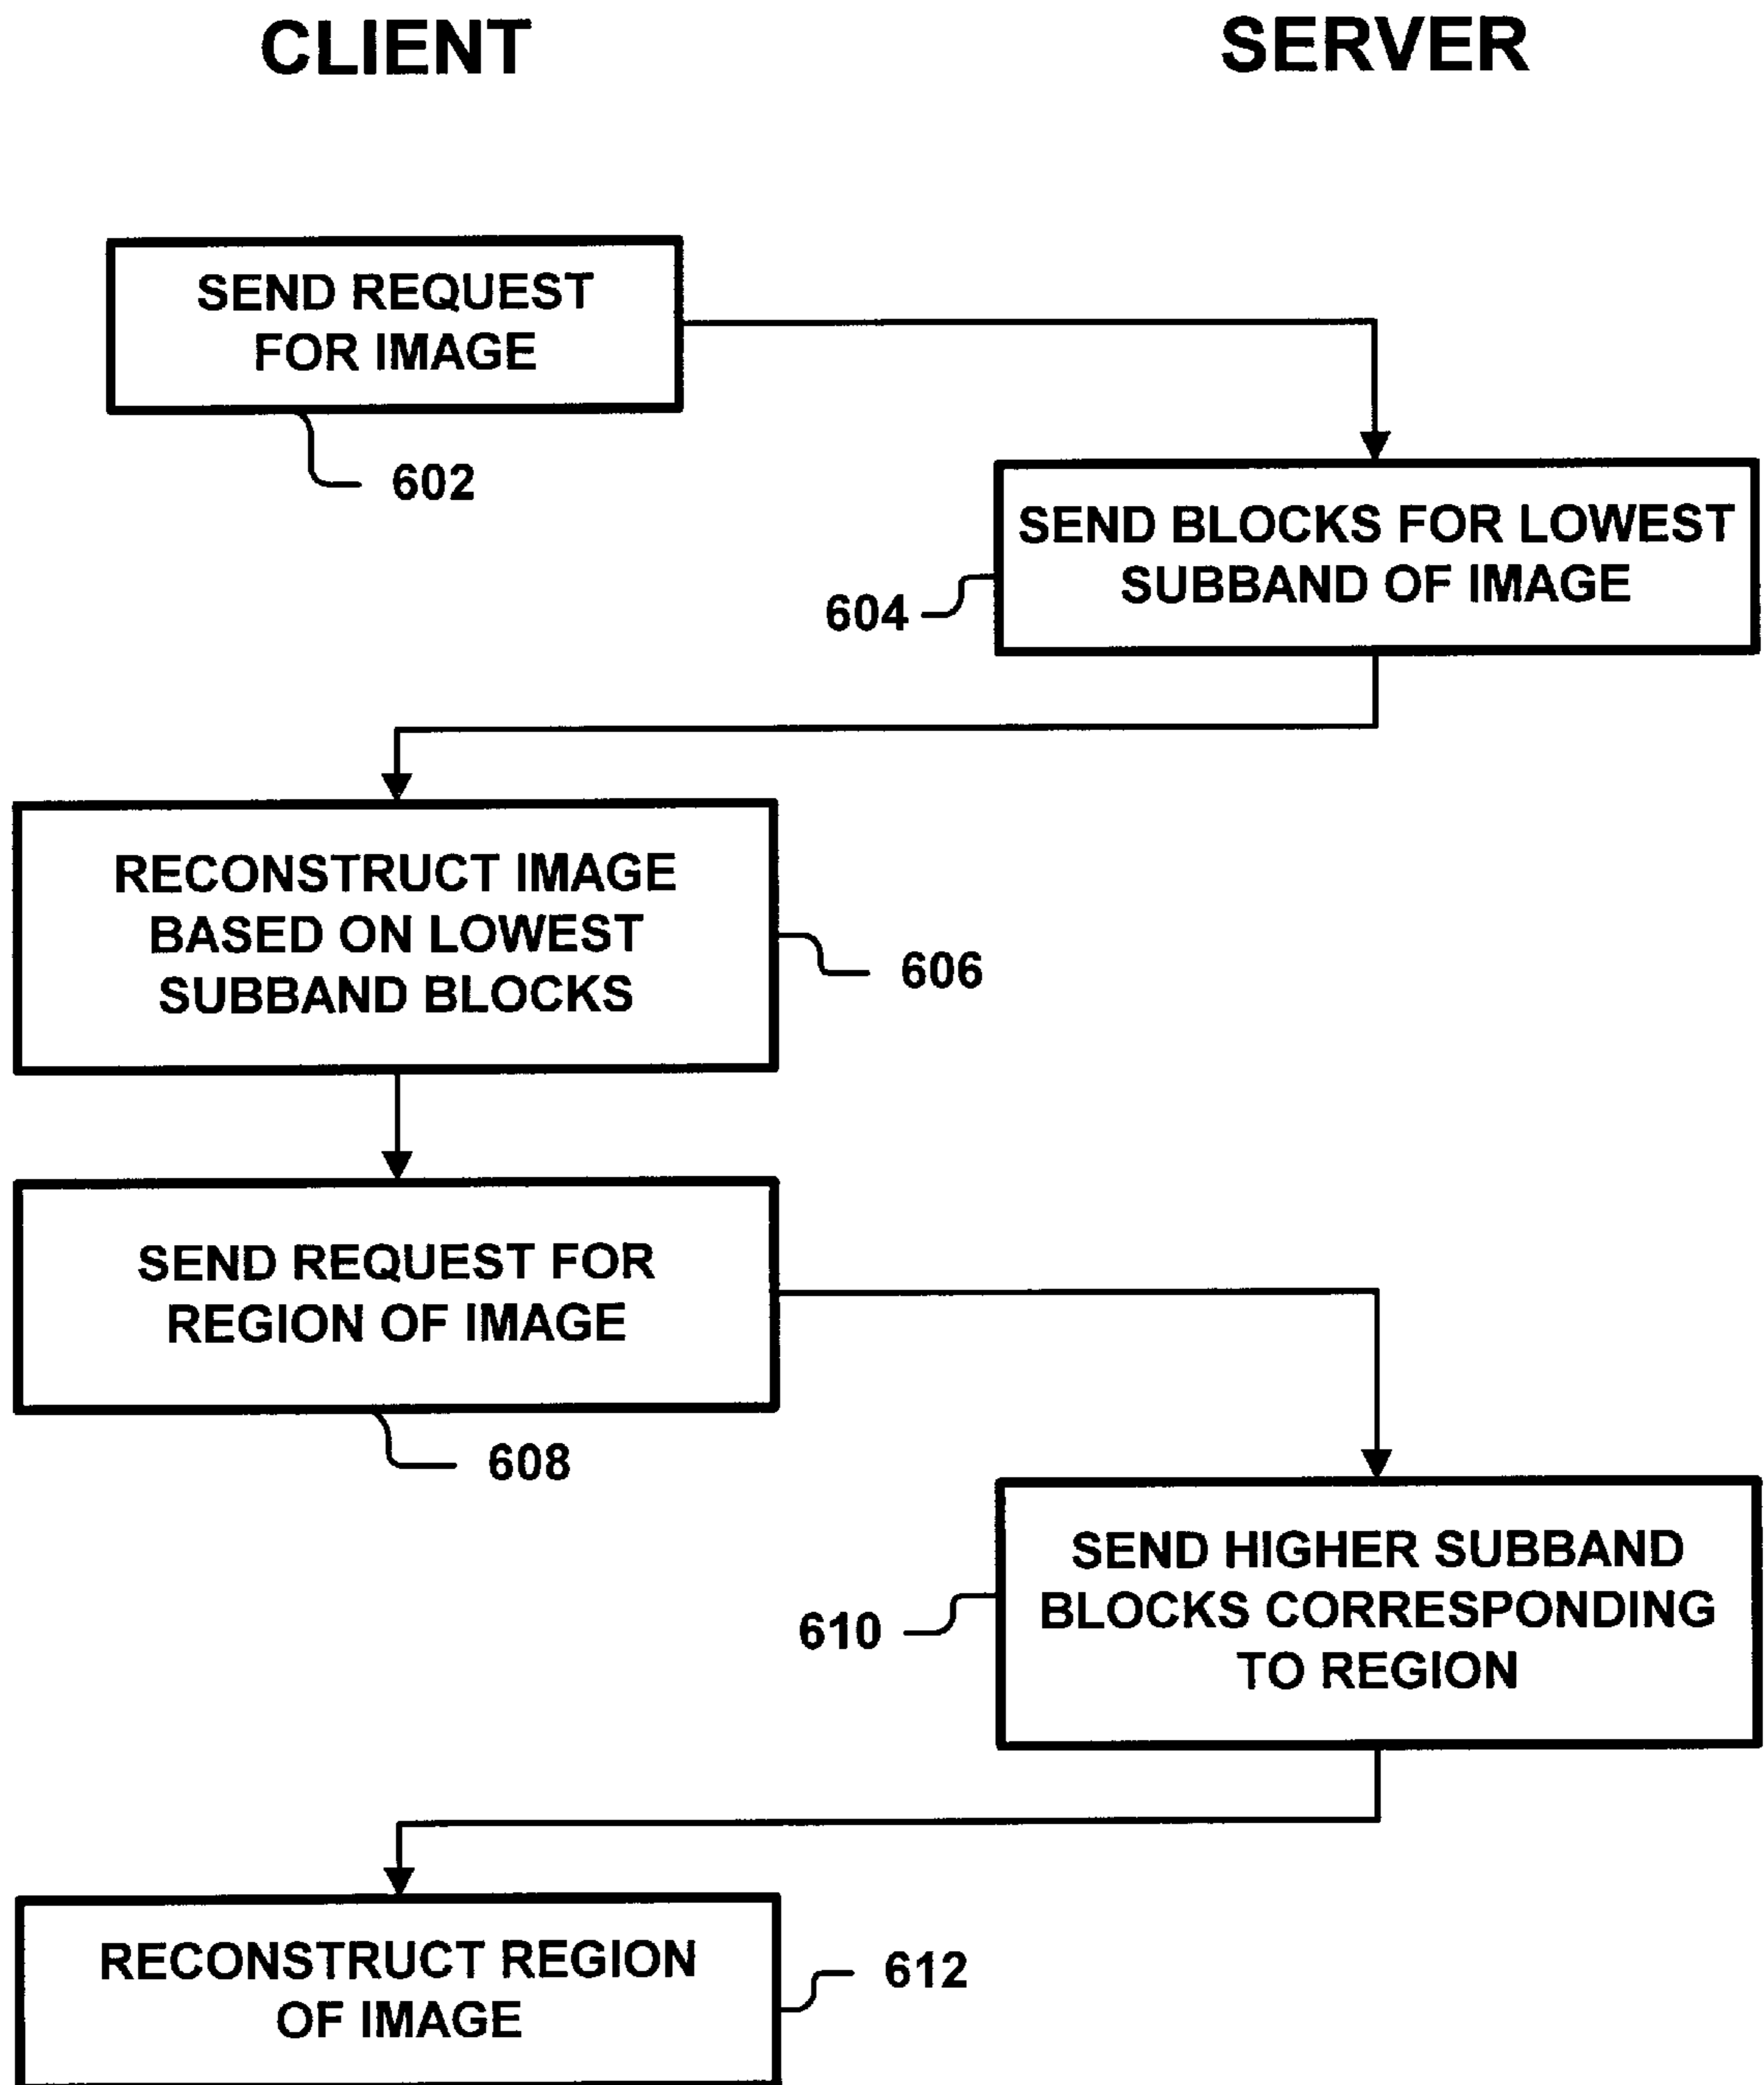 CLIENT
SERVER
SEND REQUEST
FOR IMAGE
602
SEND BLOCKS FOR LOWEST
SUBBAND OF IMAGE
604
RECONSTRUCT IMAGE
BASED ON LOWEST
SUBBAND BLOCKS
606
SEND REQUEST FOR
REGION OF IMAGE
608
SEND HIGHER SUBBAND
BLOCKS CORRESPONDING
TO REGION
610
RECONSTRUCT REGION
OF IMAGE
612